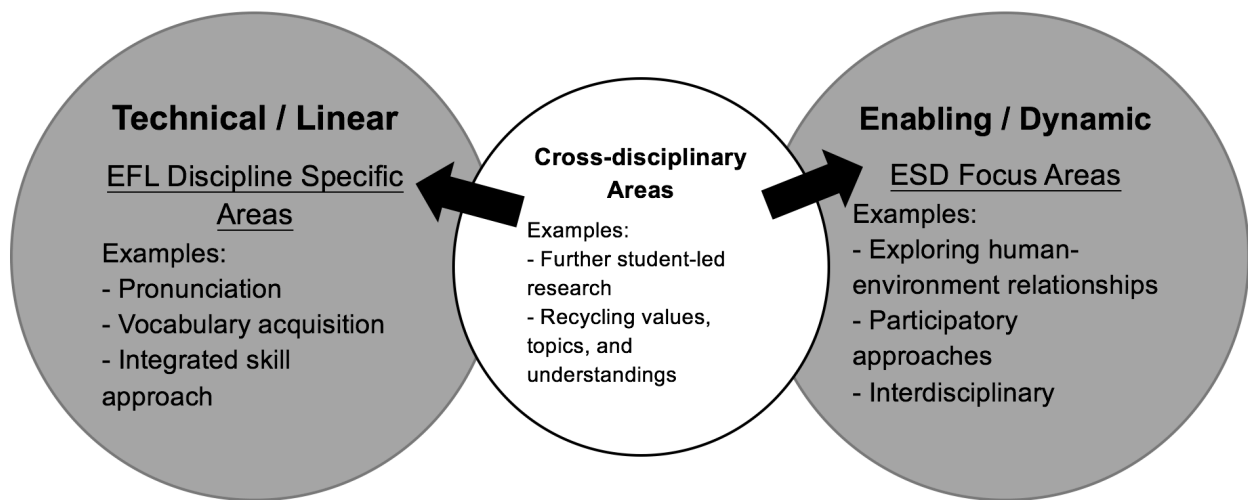 Technical / Linear
EFL Discipline Specific
Areas
Examples:
- Pronunciation
- Vocabulary acquisition
- Integrated skill
approach
Cross-disciplinary
Areas
Examples:
- Further student-led
research
- Recycling values,
topics, and
understandings
Enabling / Dynamic
ESD Focus Areas
Examples:
- Exploring human-
environment relationships
- Participatory
approaches
- Interdisciplinary